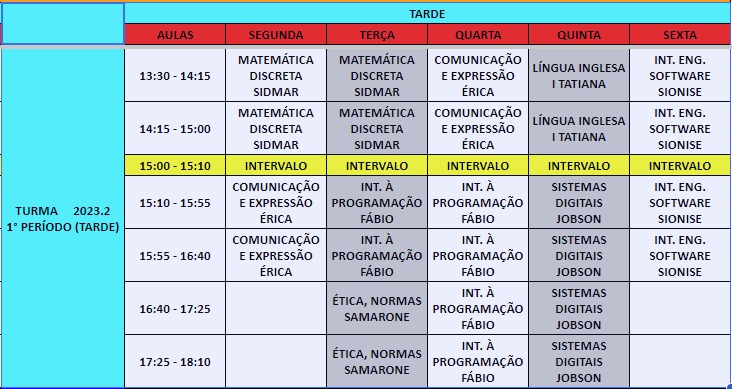 TARDE
AULAS SEGUNDA TERÇA QUARTA QUINTA SEXTA
TURMA 2023.2
1° PERÍODO (TARDE)
13:30 - 14:15
MATEMÁTICA
DISCRETA
SIDMAR
MATEMÁTICA
DISCRETA
SIDMAR
COMUNICAÇÃO
E EXPRESSÃO
ÉRICA
LÍNGUA INGLESA
I TATIANA
INT. ENG.
SOFTWARE
SIONISE
14:15 - 15:00
MATEMÁTICA
DISCRETA
SIDMAR
MATEMÁTICA
DISCRETA
SIDMAR
COMUNICAÇÃO
E EXPRESSÃO
ÉRICA
LÍNGUA INGLESA
I TATIANA
INT. ENG.
SOFTWARE
SIONISE
15:00 - 15:10 INTERVALO INTERVALO INTERVALO INTERVALO INTERVALO
15:10 - 15:55
COMUNICAÇÃO
E EXPRESSÃO
ÉRICA
INT. À
PROGRAMAÇÃO
FÁBIO
INT. À
PROGRAMAÇÃO
FÁBIO
SISTEMAS
DIGITAIS
JOBSON
INT. ENG.
SOFTWARE
SIONISE
15:55 - 16:40
COMUNICAÇÃO
E EXPRESSÃO
ÉRICA
INT. À
PROGRAMAÇÃO
FÁBIO
INT. À
PROGRAMAÇÃO
FÁBIO
SISTEMAS
DIGITAIS
JOBSON
INT. ENG.
SOFTWARE
SIONISE
16:40 - 17:25
ÉTICA, NORMAS
SAMARONE
INT. À
PROGRAMAÇÃO
FÁBIO
SISTEMAS
DIGITAIS
JOBSON
17:25 - 18:10
ÉTICA, NORMAS
SAMARONE
INT. À
PROGRAMAÇÃO
FÁBIO
SISTEMAS
DIGITAIS
JOBSON